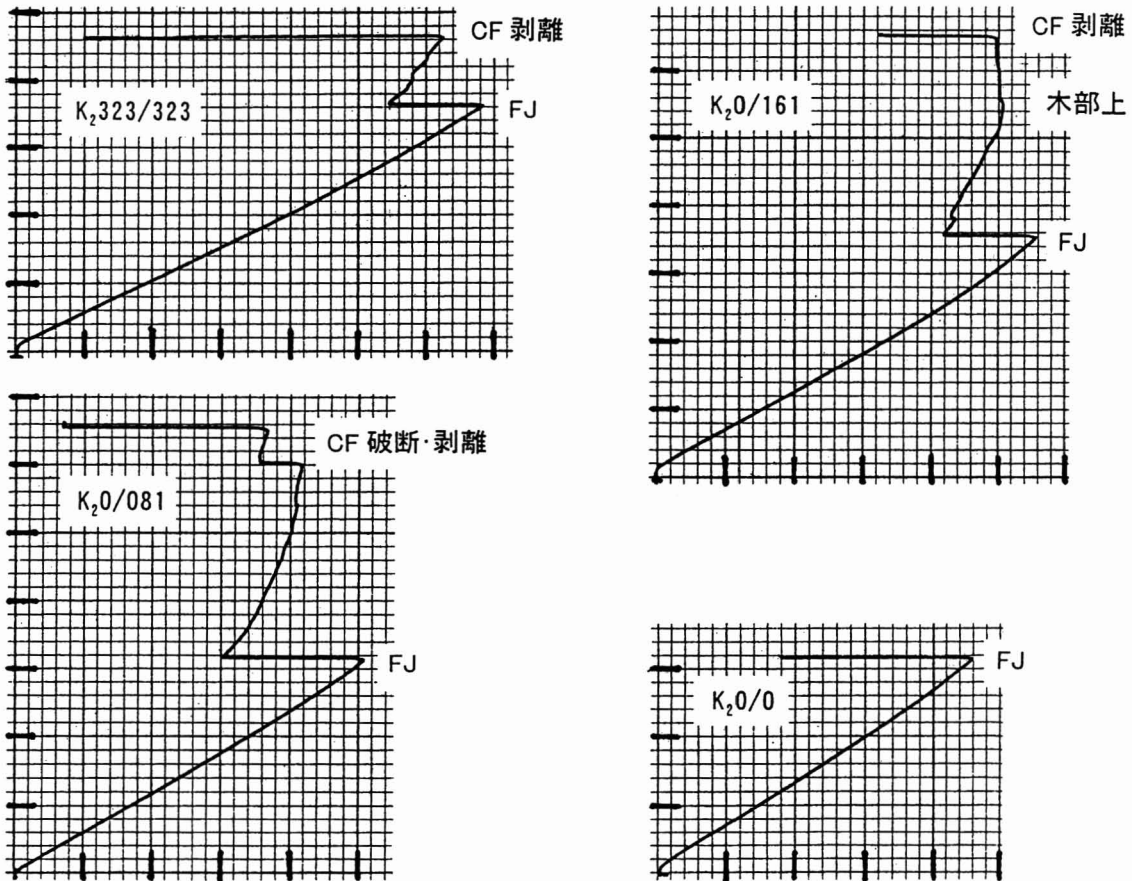 CF 剥離
K₂323/323
FJ
CF 剥離
K₂0/161
木部上
FJ
CF 破断・剥離
K₂0/081
FJ
K₂0/0
FJ